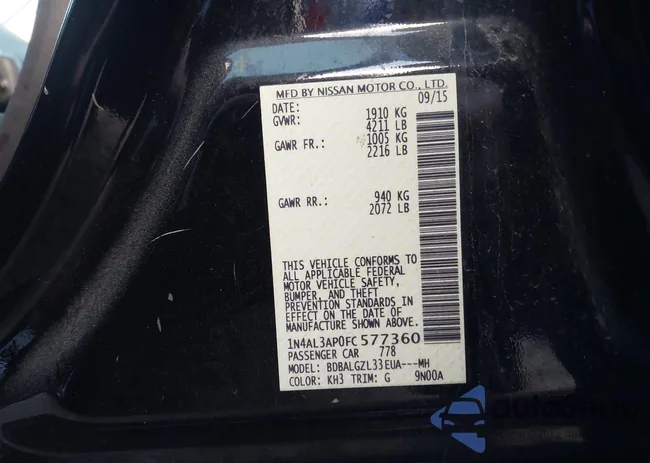 MFD BY NISSAN MOTOR CO., LTD.
DATE: 09/15
GVWR: 1910 KG
4211 LB
GAWR FR.: 1005 KG
2216 LB
GAWR RR.: 940 KG
2072 LB
THIS VEHICLE CONFORMS TO
ALL APPLICABLE FEDERAL
MOTOR VEHICLE SAFETY,
BUMPER, AND THEFT
PREVENTION STANDARDS IN
EFFECT ON THE DATE OF
MANUFACTURE SHOWN ABOVE.
1N4AL3AP0FC577360
PASSENGER CAR 778
MODEL: BDBALGZL33EUA---MH
COLOR: KH3 TRIM: G 9N00A